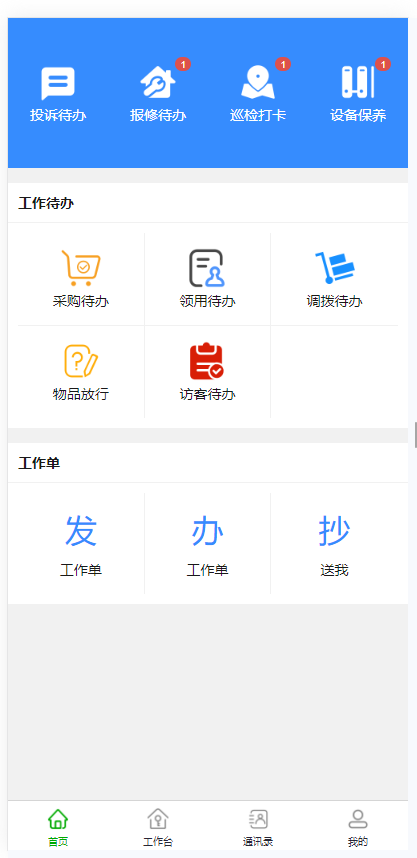 1 1 1
投诉待办 报修待办 巡检打卡 设备保养
工作待办
采购待办 领用待办 调拨待办
物品放行 访客待办
工作单
发 办 抄
工作单 工作单 送我
首页 工作台 通讯录 我的